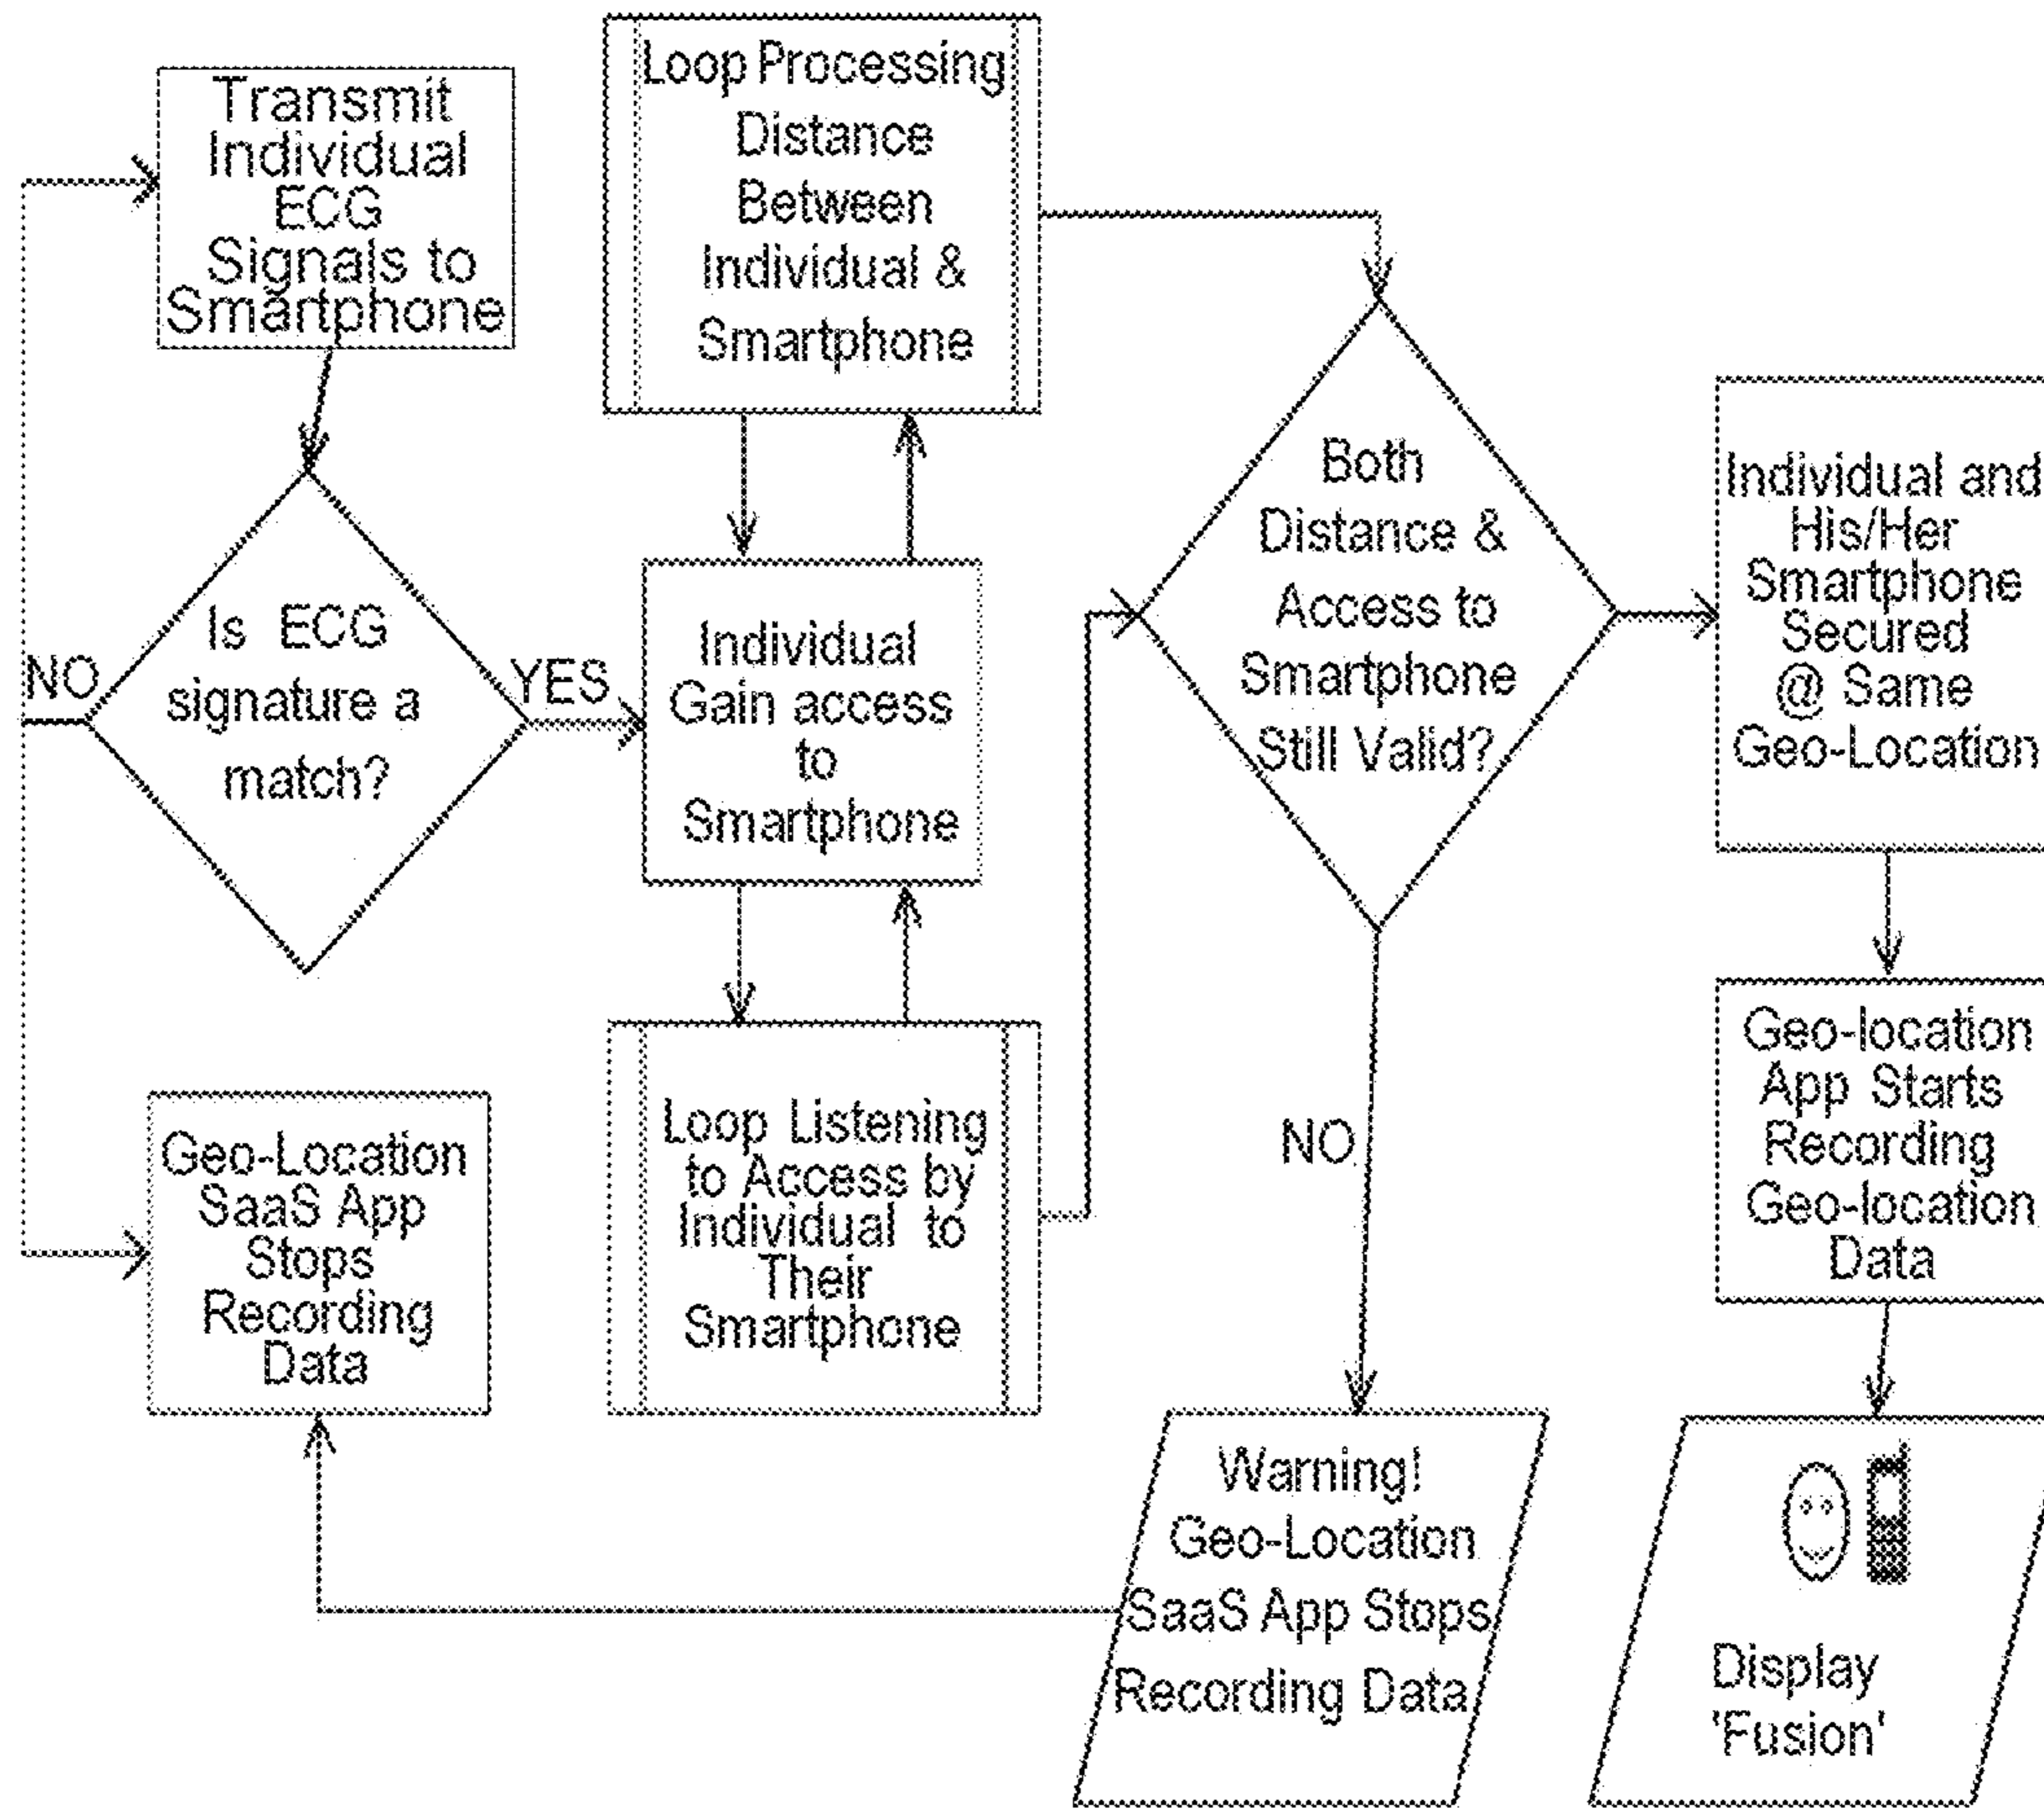 Transmit
Individual
ECG
Signals to
Smartphone
Loop Processing
Distance
Between
Individual &
Smartphone
Is ECG
signature a
match?
NO
YES
Individual
Gain access
to
Smartphone
Both
Distance &
Access to
Smartphone
Still Valid?
Individual and
His/Her
Smartphone
Secured
@ Same
Geo-Location
Geo-Location
SaaS App
Stops
Recording
Data
Loop Listening
to Access by
Individual to
Their
Smartphone
NO
Geo-location
App Starts
Recording
Geo-location
Data
Warning!
Geo-Location
SaaS App Stops
Recording Data
Display
'Fusion'